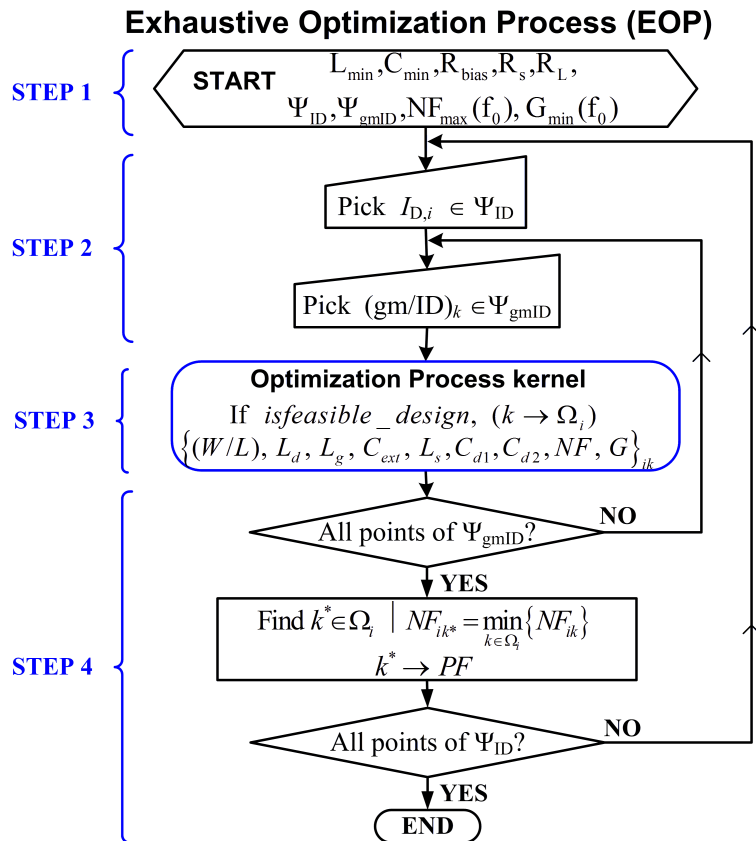 Exhaustive Optimization Process (EOP)
STEP 1
START
L_min, C_min, R_bias, R_s, R_L,
Ψ_ID, Ψ_gmID, NF_max(f_0), G_min(f_0)
STEP 2
Pick I_D,i ∈ Ψ_ID
Pick (gm/ID)_k ∈ Ψ_gmID
STEP 3
Optimization Process kernel
If isfeasible_design, (k → Ω_i)
{(W/L), L_d, L_g, C_ext, L_s, C_d1, C_d2, NF, G}_ik
STEP 4
All points of Ψ_gmID?
NO
YES
Find k* ∈ Ω_i | NF_ik* = min_{k∈Ω_i} {NF_ik}
k* → PF
All points of Ψ_ID?
NO
YES
END